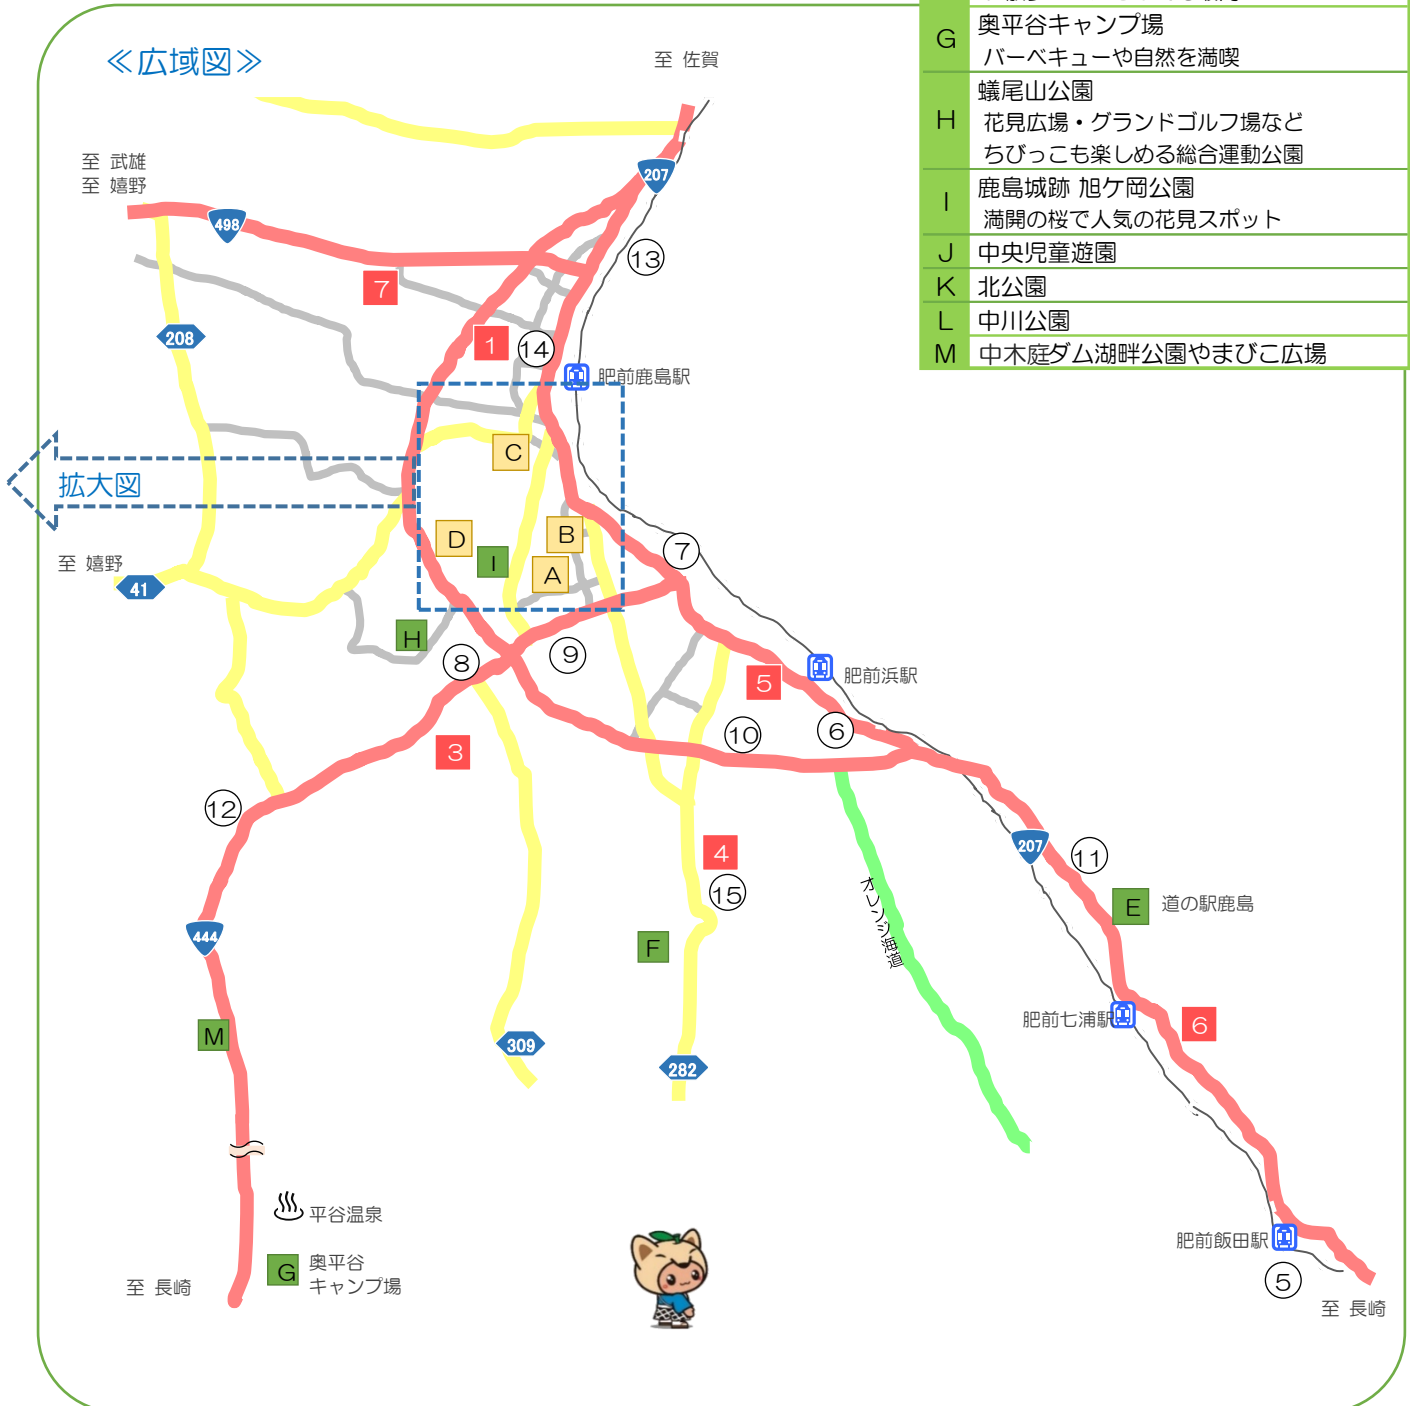 G
奥平谷キャンプ場
バーベキューや自然を満喫
H
蟻尾山公園
花見広場・グランドゴルフ場など
ちびっこも楽しめる総合運動公園
I
鹿島城跡 旭ケ岡公園
満開の桜で人気の花見スポット
J 中央児童遊園
K 北公園
L 中川公園
M 中木庭ダム湖畔公園やまびこ広場
≪広域図≫
至 佐賀
至 武雄
至 嬉野
207
498
⑬
7
208
1
⑭
肥前鹿島駅
C
拡大図
D
B
I
A
⑦
至 嬉野
41
H
⑧
⑨
肥前浜駅
5
⑩
⑥
3
⑫
207
⑪
4
⑮
オレンジ海道
E
道の駅鹿島
444
F
肥前七浦駅
6
M
309
282
平谷温泉
G
奥平谷
キャンプ場
至 長崎
肥前飯田駅
⑤
至 長崎